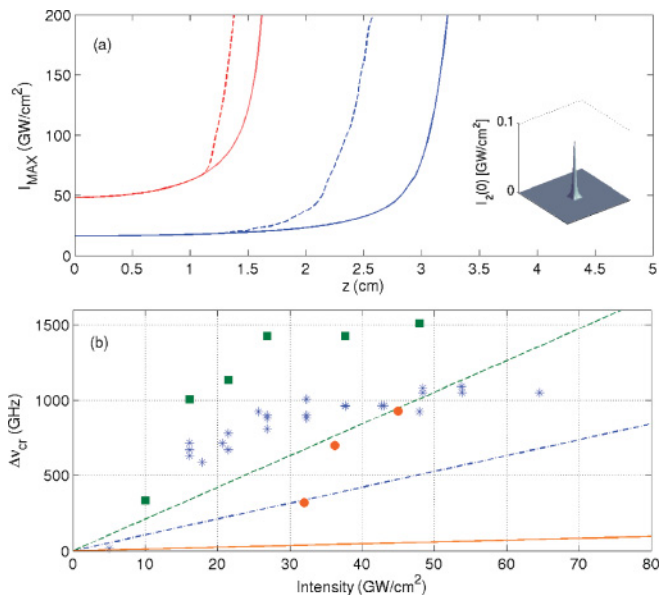 200
(a)
150
I_MAX (GW/cm²)
100
50
0
0 0.5 1 1.5 2 2.5 3 3.5 4 4.5 5
z (cm)
0.1
I₂(0) [GW/cm²]
0
1500
(b)
1000
Δν_cr (GHz)
500
0
0 10 20 30 40 50 60 70 80
Intensity (GW/cm²)